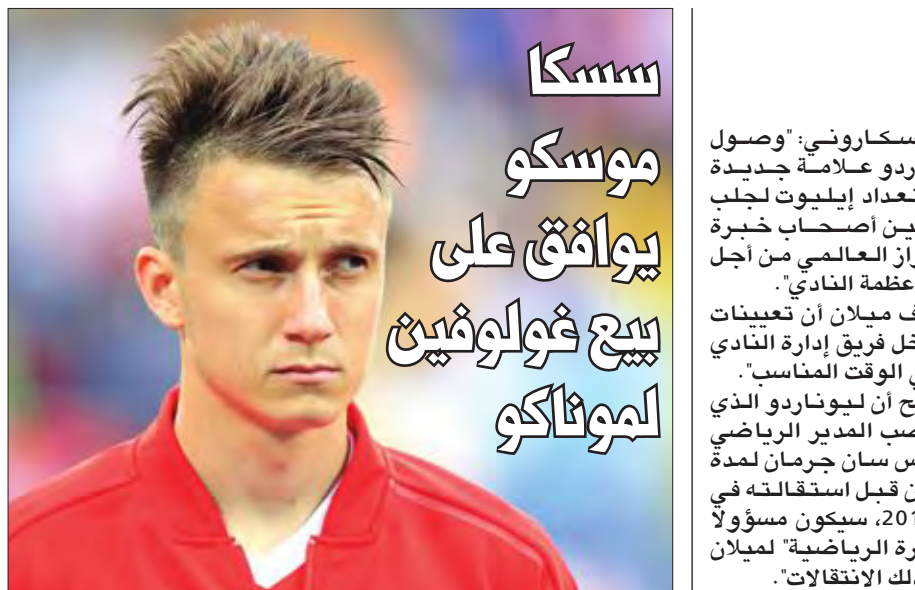 سسكا
موسكو
يوافق على
بيع غولوفين
لموناكو
سكاروني: "وصول
ردو علامة جديدة
تعداد إيليوت لجلب
ين أصحاب خبرة
راز العالمي من أجل
عظمة النادي".
ف ميلان أن تعيينات
خل فريق إدارة النادي
ي الوقت المناسب".
ح أن ليوناردو الذي
صب المدير الرياضي
س سان جرمان لمدة
ن قبل استقالته في
201، سيكون مسؤولا
رة الرياضية" لميلان
لك الانتقالات".